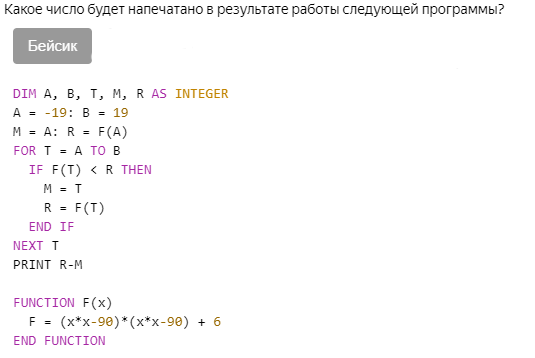 Какое число будет напечатано в результате работы следующей программы?
Бейсик
DIM A, B, T, M, R AS INTEGER
A = -19: B = 19
M = A: R = F(A)
FOR T = A TO B
IF F(T) < R THEN
M = T
R = F(T)
END IF
NEXT T
PRINT R-M
FUNCTION F(x)
F = (x*x-90)*(x*x-90) + 6
END FUNCTION